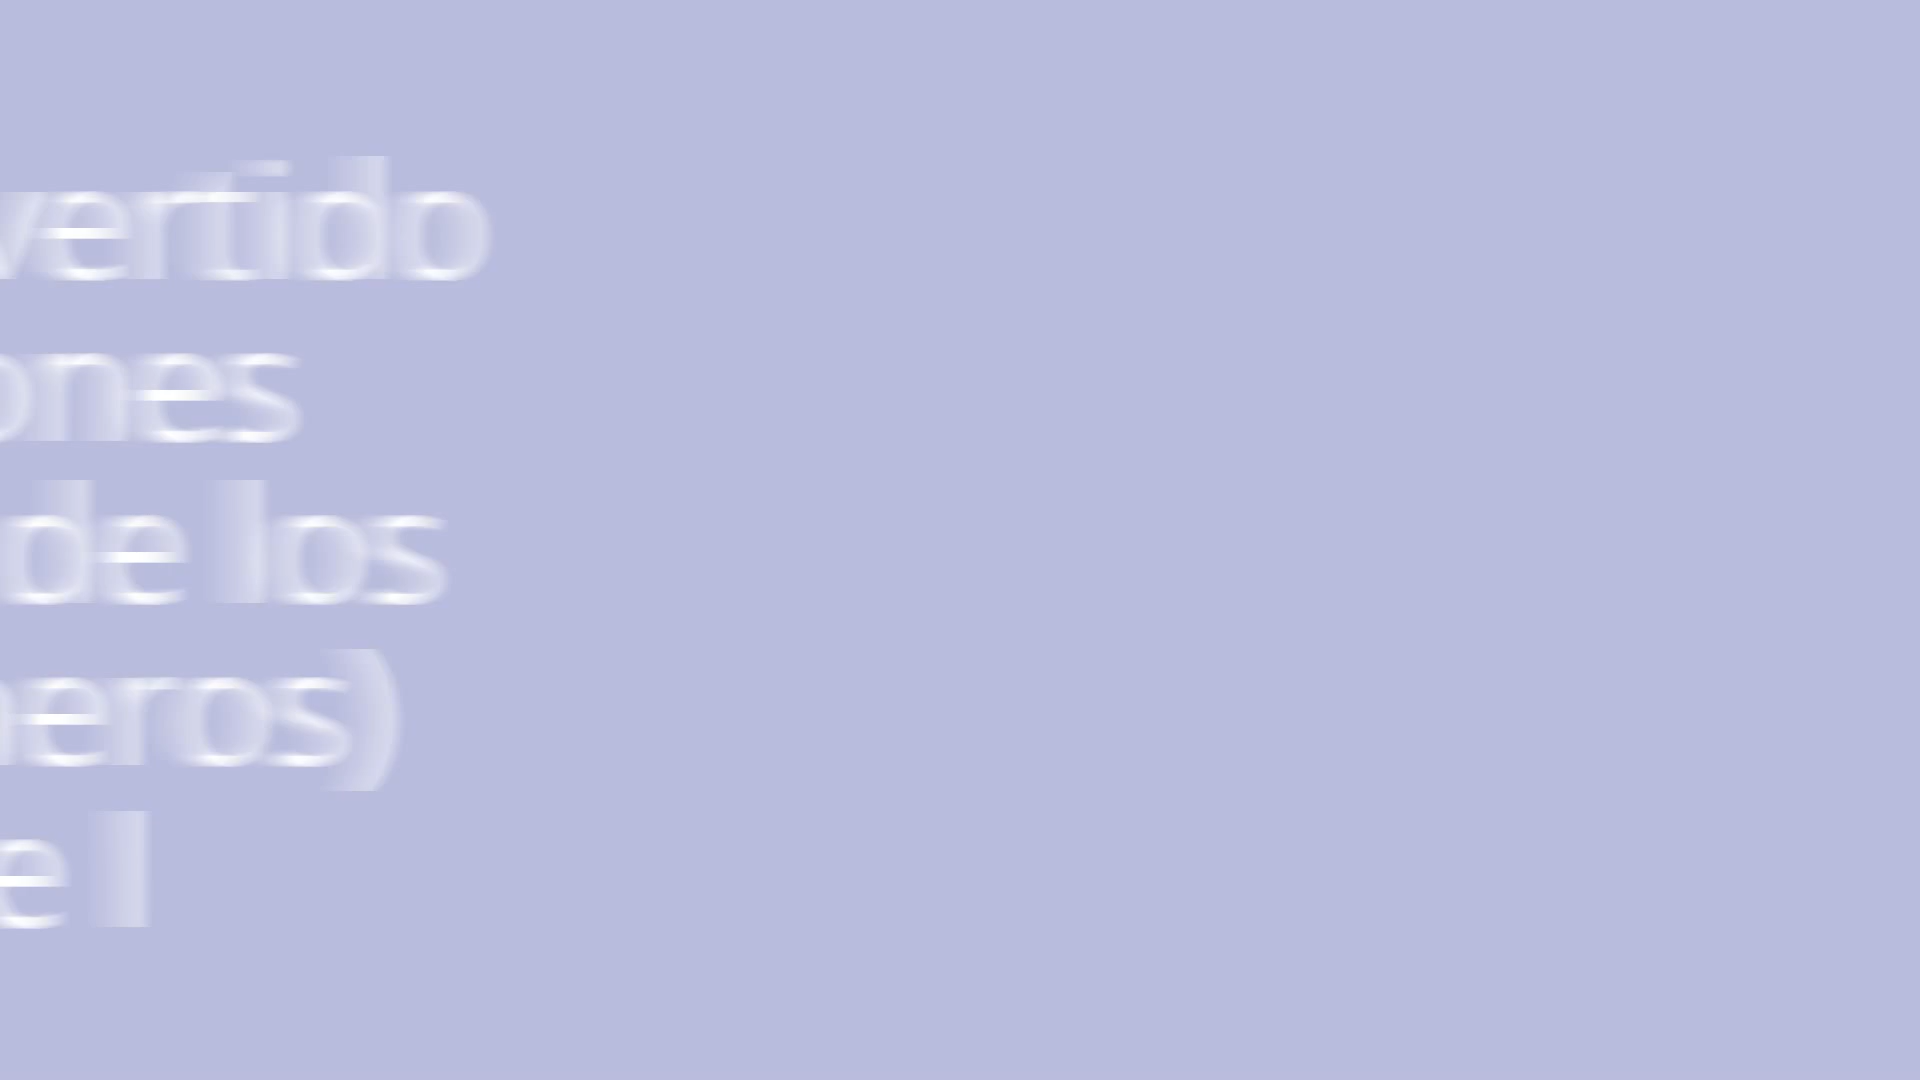 vertido
ones
de los
neros)
e l